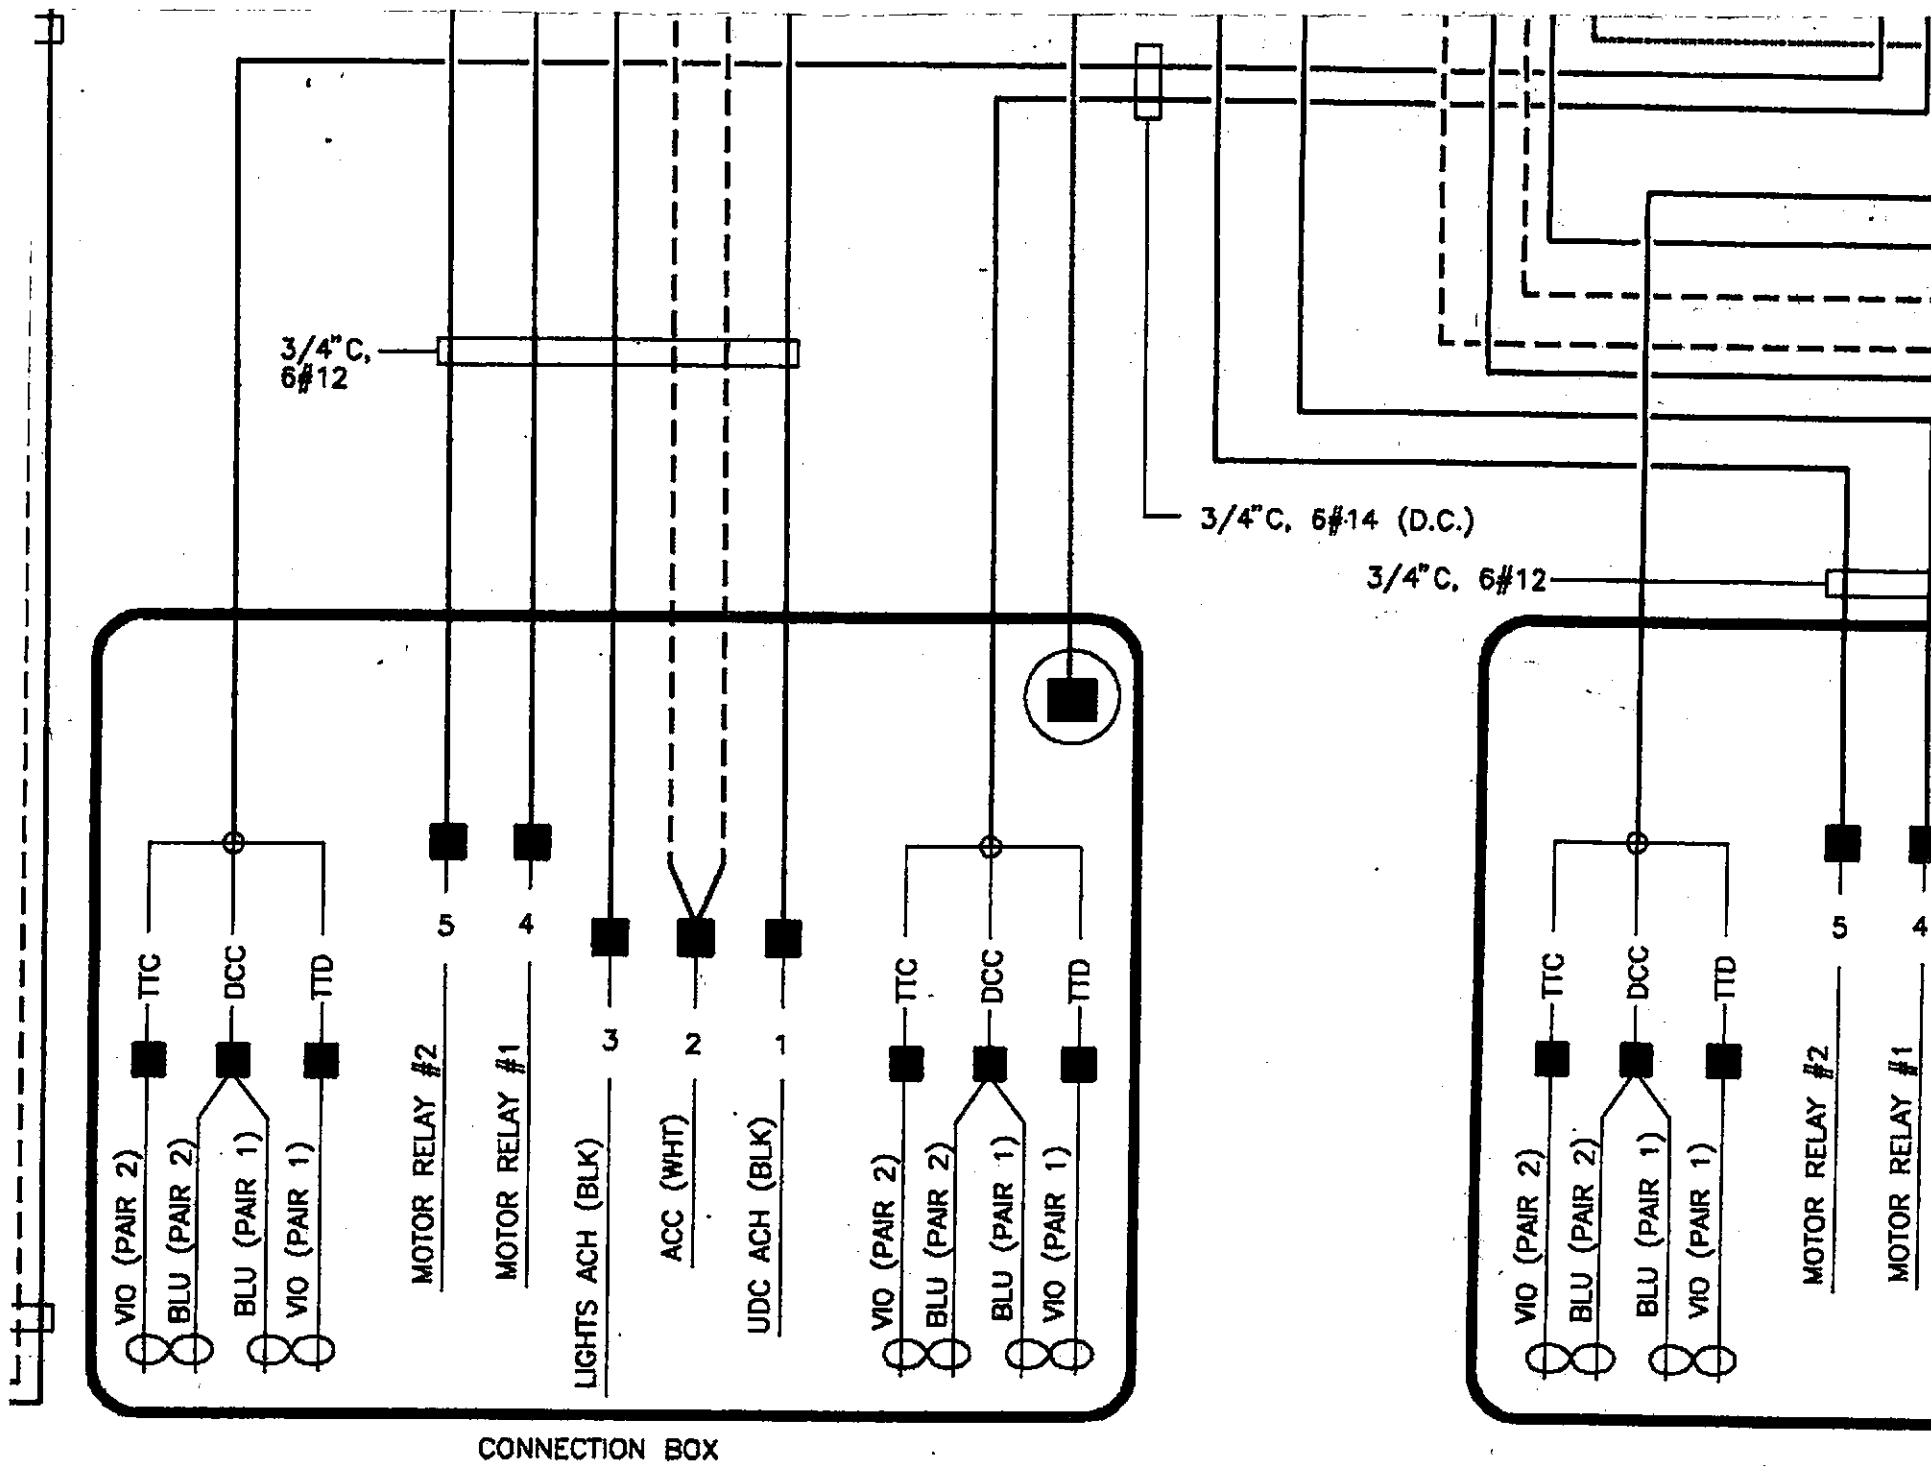 3/4"C,
6#12
3/4"C, 6#14 (D.C.)
3/4"C, 6#12
5
4
5
4
TTC
DCC
TTD
TTC
DCC
TTD
TTC
DCC
TTD
3
2
1
VIO (PAIR 2)
BLU (PAIR 2)
BLU (PAIR 1)
VIO (PAIR 1)
MOTOR RELAY #2
MOTOR RELAY #1
LIGHTS ACH (BLK)
ACC (WHT)
UDC ACH (BLK)
VIO (PAIR 2)
BLU (PAIR 2)
BLU (PAIR 1)
VIO (PAIR 1)
VIO (PAIR 2)
BLU (PAIR 2)
BLU (PAIR 1)
VIO (PAIR 1)
MOTOR RELAY #2
MOTOR RELAY #1
CONNECTION BOX